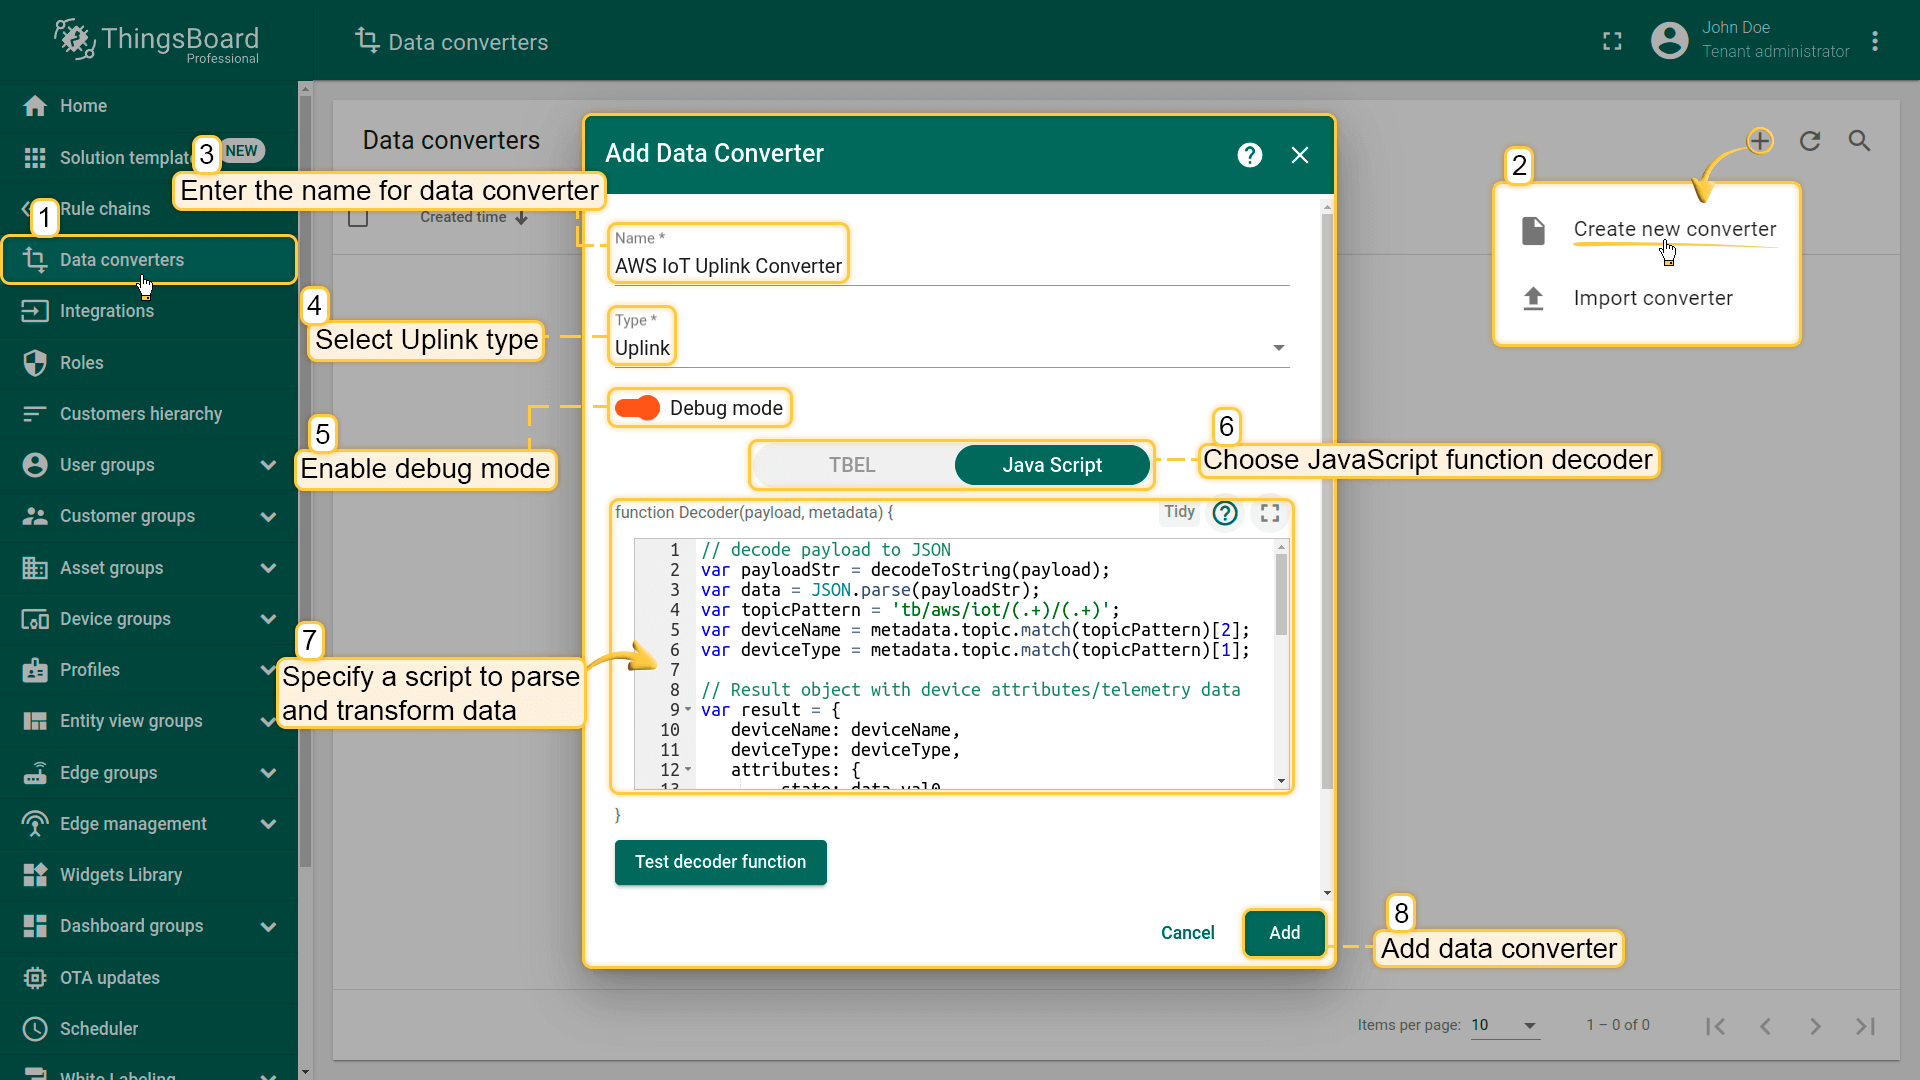 ThingsBoard
Professional
Data converters
John Doe
Tenant administrator
Home
Solution templat
NEW
Rule chains
Data converters
Integrations
Roles
Customers hierarchy
User groups
Customer groups
Asset groups
Device groups
Profiles
Entity view groups
Edge groups
Edge management
Widgets Library
Dashboard groups
OTA updates
Scheduler
White Labeling
Data converters
Created time
1
2
Create new converter
Import converter
3
Enter the name for data converter
4
Select Uplink type
5
Enable debug mode
6
Choose JavaScript function decoder
7
Specify a script to parse
and transform data
8
Add data converter
Add Data Converter
Name *
AWS IoT Uplink Converter
Type *
Uplink
Debug mode
TBEL
Java Script
function Decoder(payload, metadata) {
Tidy
1 // decode payload to JSON
2 var payloadStr = decodeToString(payload);
3 var data = JSON.parse(payloadStr);
4 var topicPattern = 'tb/aws/iot/(.+)/(.+)';
5 var deviceName = metadata.topic.match(topicPattern)[2];
6 var deviceType = metadata.topic.match(topicPattern)[1];
7
8 // Result object with device attributes/telemetry data
9 var result = {
10 deviceName: deviceName,
11 deviceType: deviceType,
12 attributes: {
13 state: data.val0,
}
Test decoder function
Cancel
Add
Items per page: 10
1 – 0 of 0